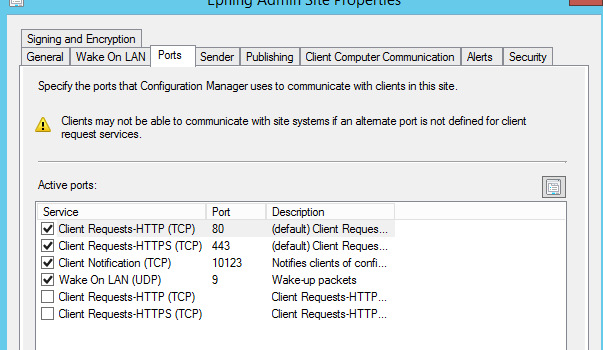 Ephing Admin Site Properties
Signing and Encryption
General Wake On LAN Ports Sender Publishing Client Computer Communication Alerts Security
Specify the ports that Configuration Manager uses to communicate with clients in this site.
Clients may not be able to communicate with site systems if an alternate port is not defined for client
request services.
Active ports:
Service Port Description
Client Requests-HTTP (TCP) 80 (default) Client Reques...
Client Requests-HTTPS (TCP) 443 (default) Client Reques...
Client Notification (TCP) 10123 Notifies clients of confi...
Wake On LAN (UDP) 9 Wake-up packets
Client Requests-HTTP (TCP) Client Requests-HTTP...
Client Requests-HTTPS (TCP) Client Requests-HTTP...